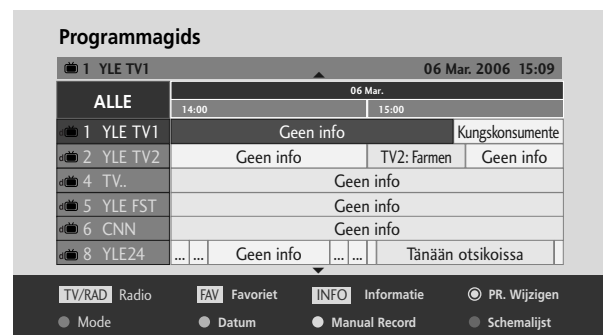 Programmagids
1 YLE TV1 06 Mar. 2006 15:09
ALLE
06 Mar.
14:00 15:00
1 YLE TV1 Geen info Kungskonsumente
2 YLE TV2 Geen info TV2: Farmen Geen info
4 TV.. Geen info
5 YLE FST Geen info
6 CNN Geen info
8 YLE24 ... ... Geen info ... ... Tänään otsikoissa
TV/RAD Radio FAV Favoriet INFO Informatie PR. Wijzigen
Mode Datum Manual Record Schemalijst